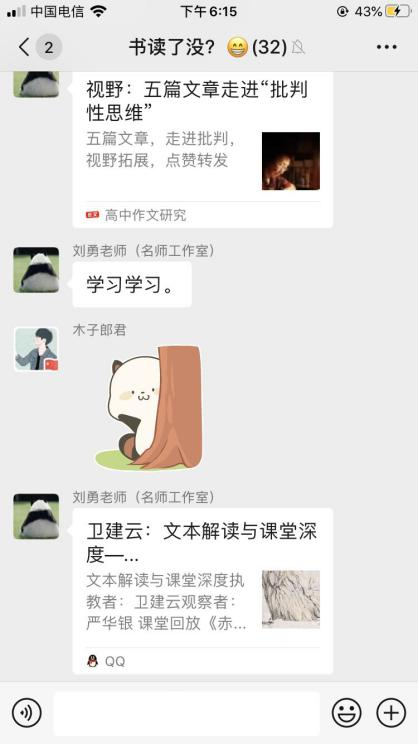 中国电信
下午6:15
43%
2
书读了没？😁(32)
视野：五篇文章走进“批判
性思维”
五篇文章，走进批判，
视野拓展，点赞转发
高中作文研究
刘勇老师（名师工作室）
学习学习。
木子郎君
刘勇老师（名师工作室）
卫建云：文本解读与课堂深
度—...
文本解读与课堂深度执
教者：卫建云观察者：
严华银 课堂回放《赤...
QQ